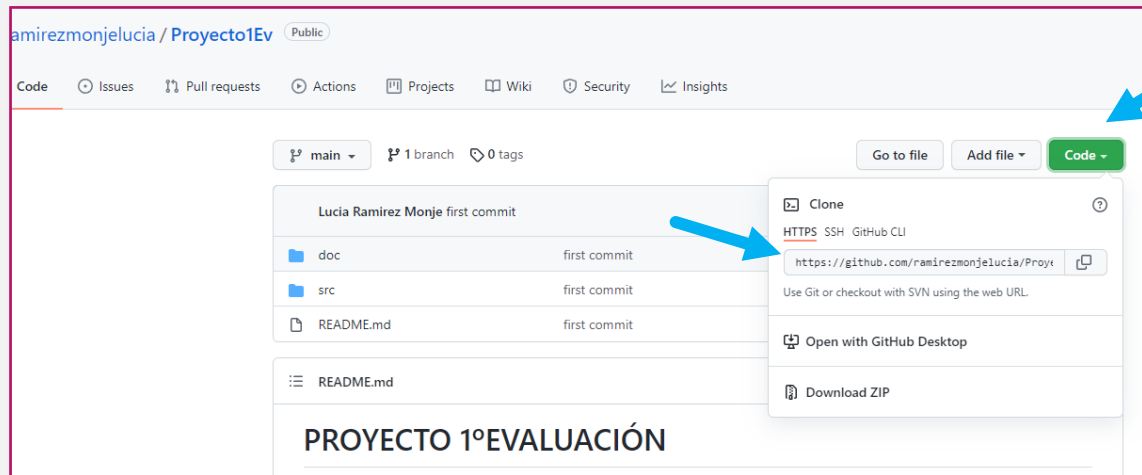 amirezmonjelucia / Proyecto1Ev Public
Code Issues Pull requests Actions Projects Wiki Security Insights
main 1 branch 0 tags Go to file Add file Code
Lucia Ramirez Monje first commit
doc first commit
src first commit
README.md first commit
Clone
HTTPS SSH GitHub CLI
https://github.com/ramirezmonjelucia/Proye
Use Git or checkout with SVN using the web URL.
Open with GitHub Desktop
Download ZIP
README.md
PROYECTO 1ºEVALUACIÓN